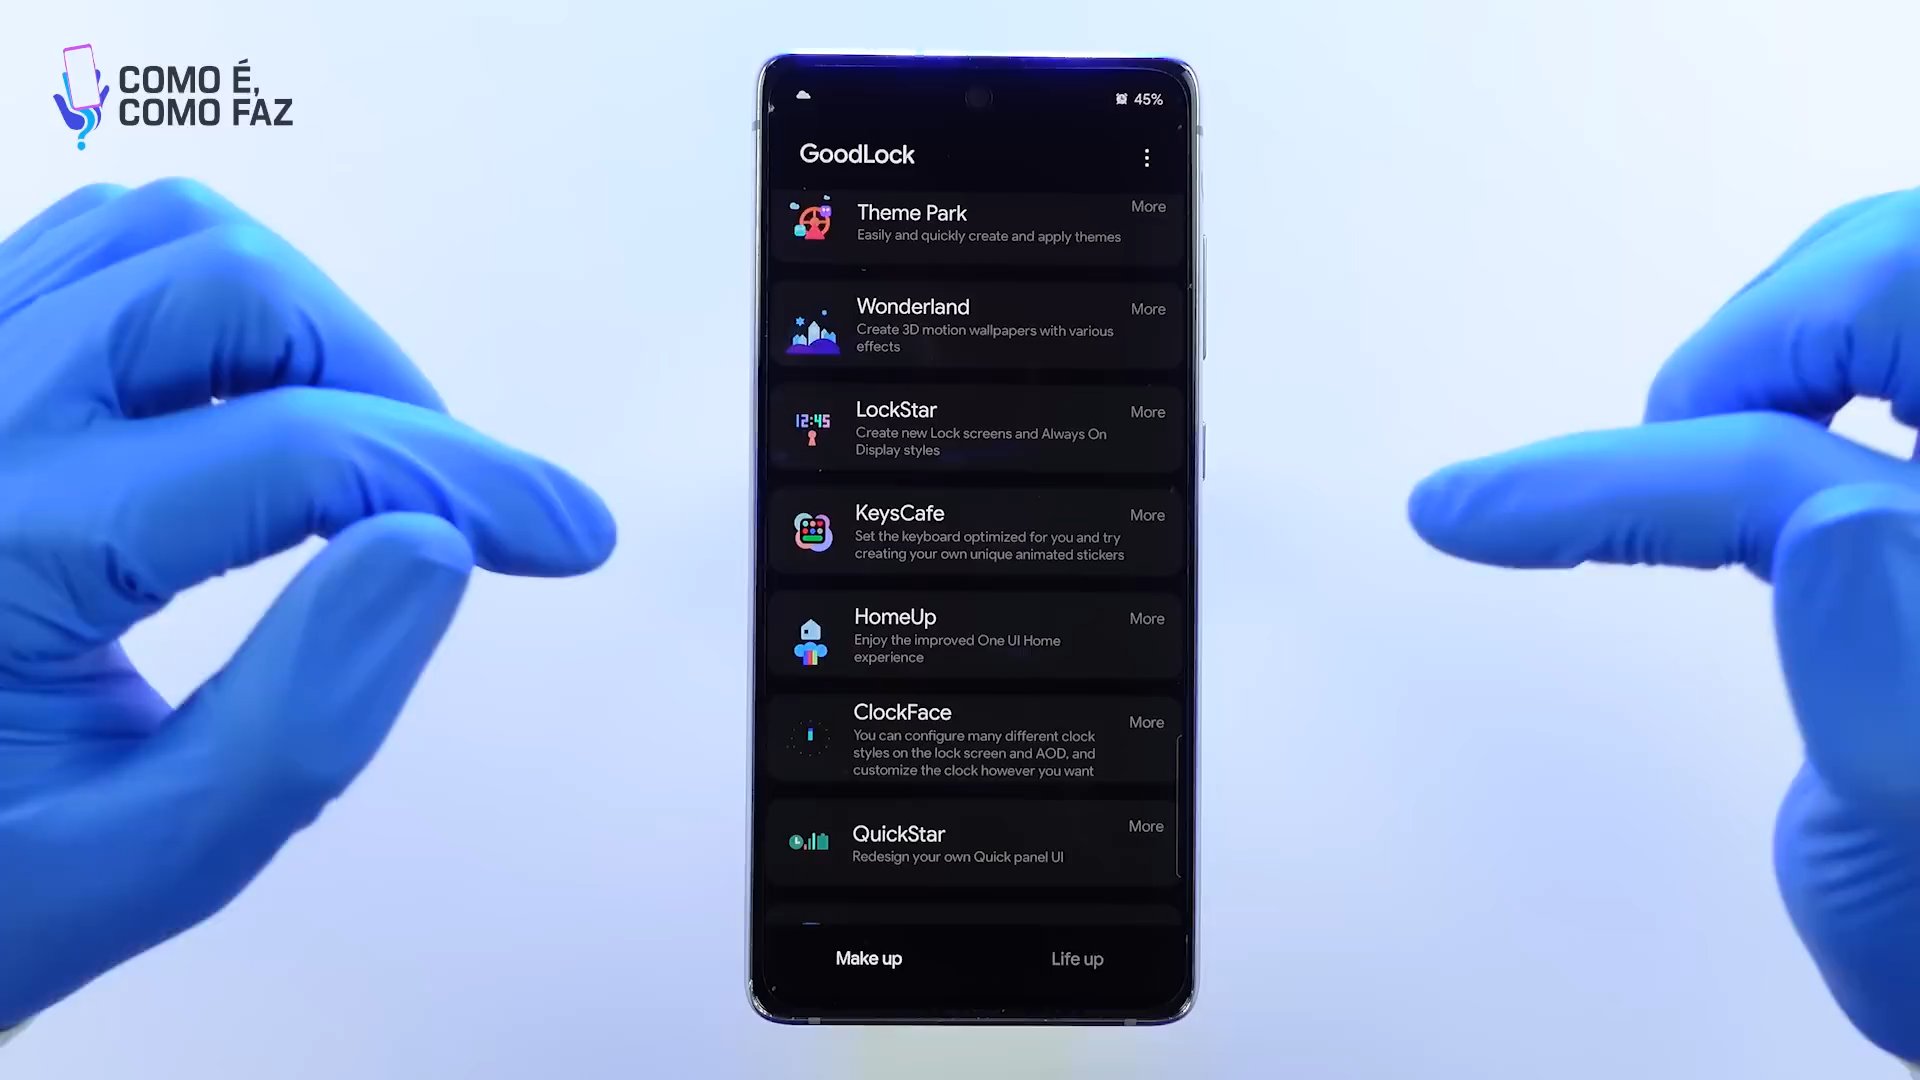 COMO É,
COMO FAZ
45%
GoodLock
Theme Park
More
Easily and quickly create and apply themes
Wonderland
More
Create 3D motion wallpapers with various
effects
12:45
LockStar
More
Create new Lock screens and Always On
Display styles
KeysCafe
More
Set the keyboard optimized for you and try
creating your own unique animated stickers
HomeUp
More
Enjoy the improved One UI Home
experience
ClockFace
More
You can configure many different clock
styles on the lock screen and AOD, and
customize the clock however you want
QuickStar
More
Redesign your own Quick panel UI
Make up
Life up